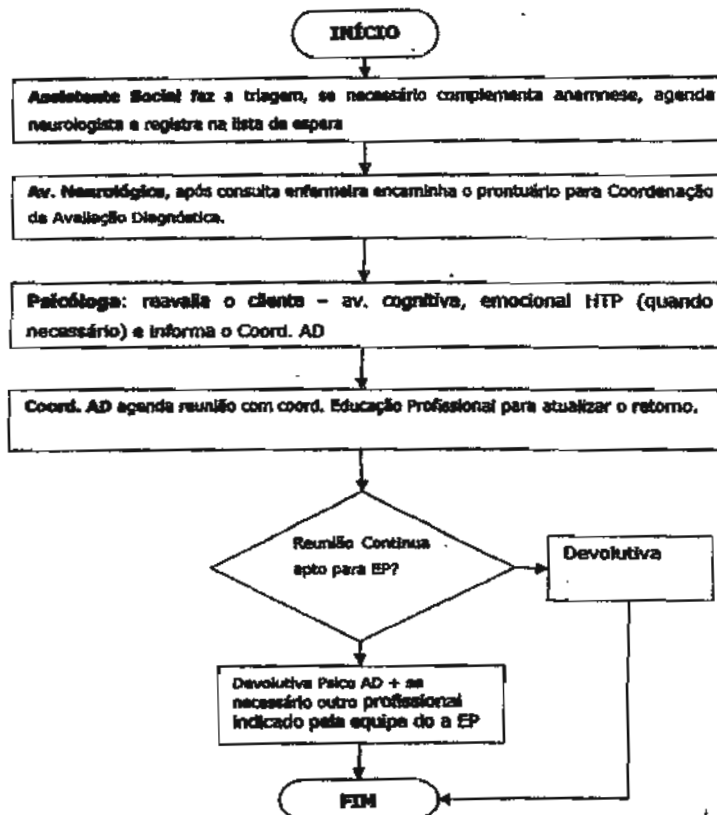 INÍCIO
Assistente Social faz a triagem, se necessário complementa anamnese, agenda
neurologista e registra na lista de espera
Av. Neurológica, após consulta enfermeira encaminha o prontuário para Coordenação
da Avaliação Diagnóstica.
Psicóloga: reavalia o cliente – av. cognitiva, emocional HTP (quando
necessário) e informa o Coord. AD
Coord. AD agenda reunião com coord. Educação Profissional para atualizar o retorno.
Reunião Continua
apto para EP?
Devolutiva
Devolutiva Psico AD + se
necessário outro profissional
indicado pela equipe do a EP
FIM